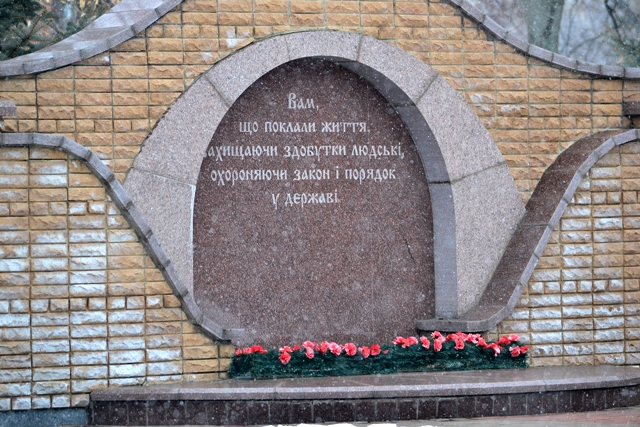 Вам,
що поклали життя,
захищаючи здобутки людські,
охороняючи закон і порядок
у державі